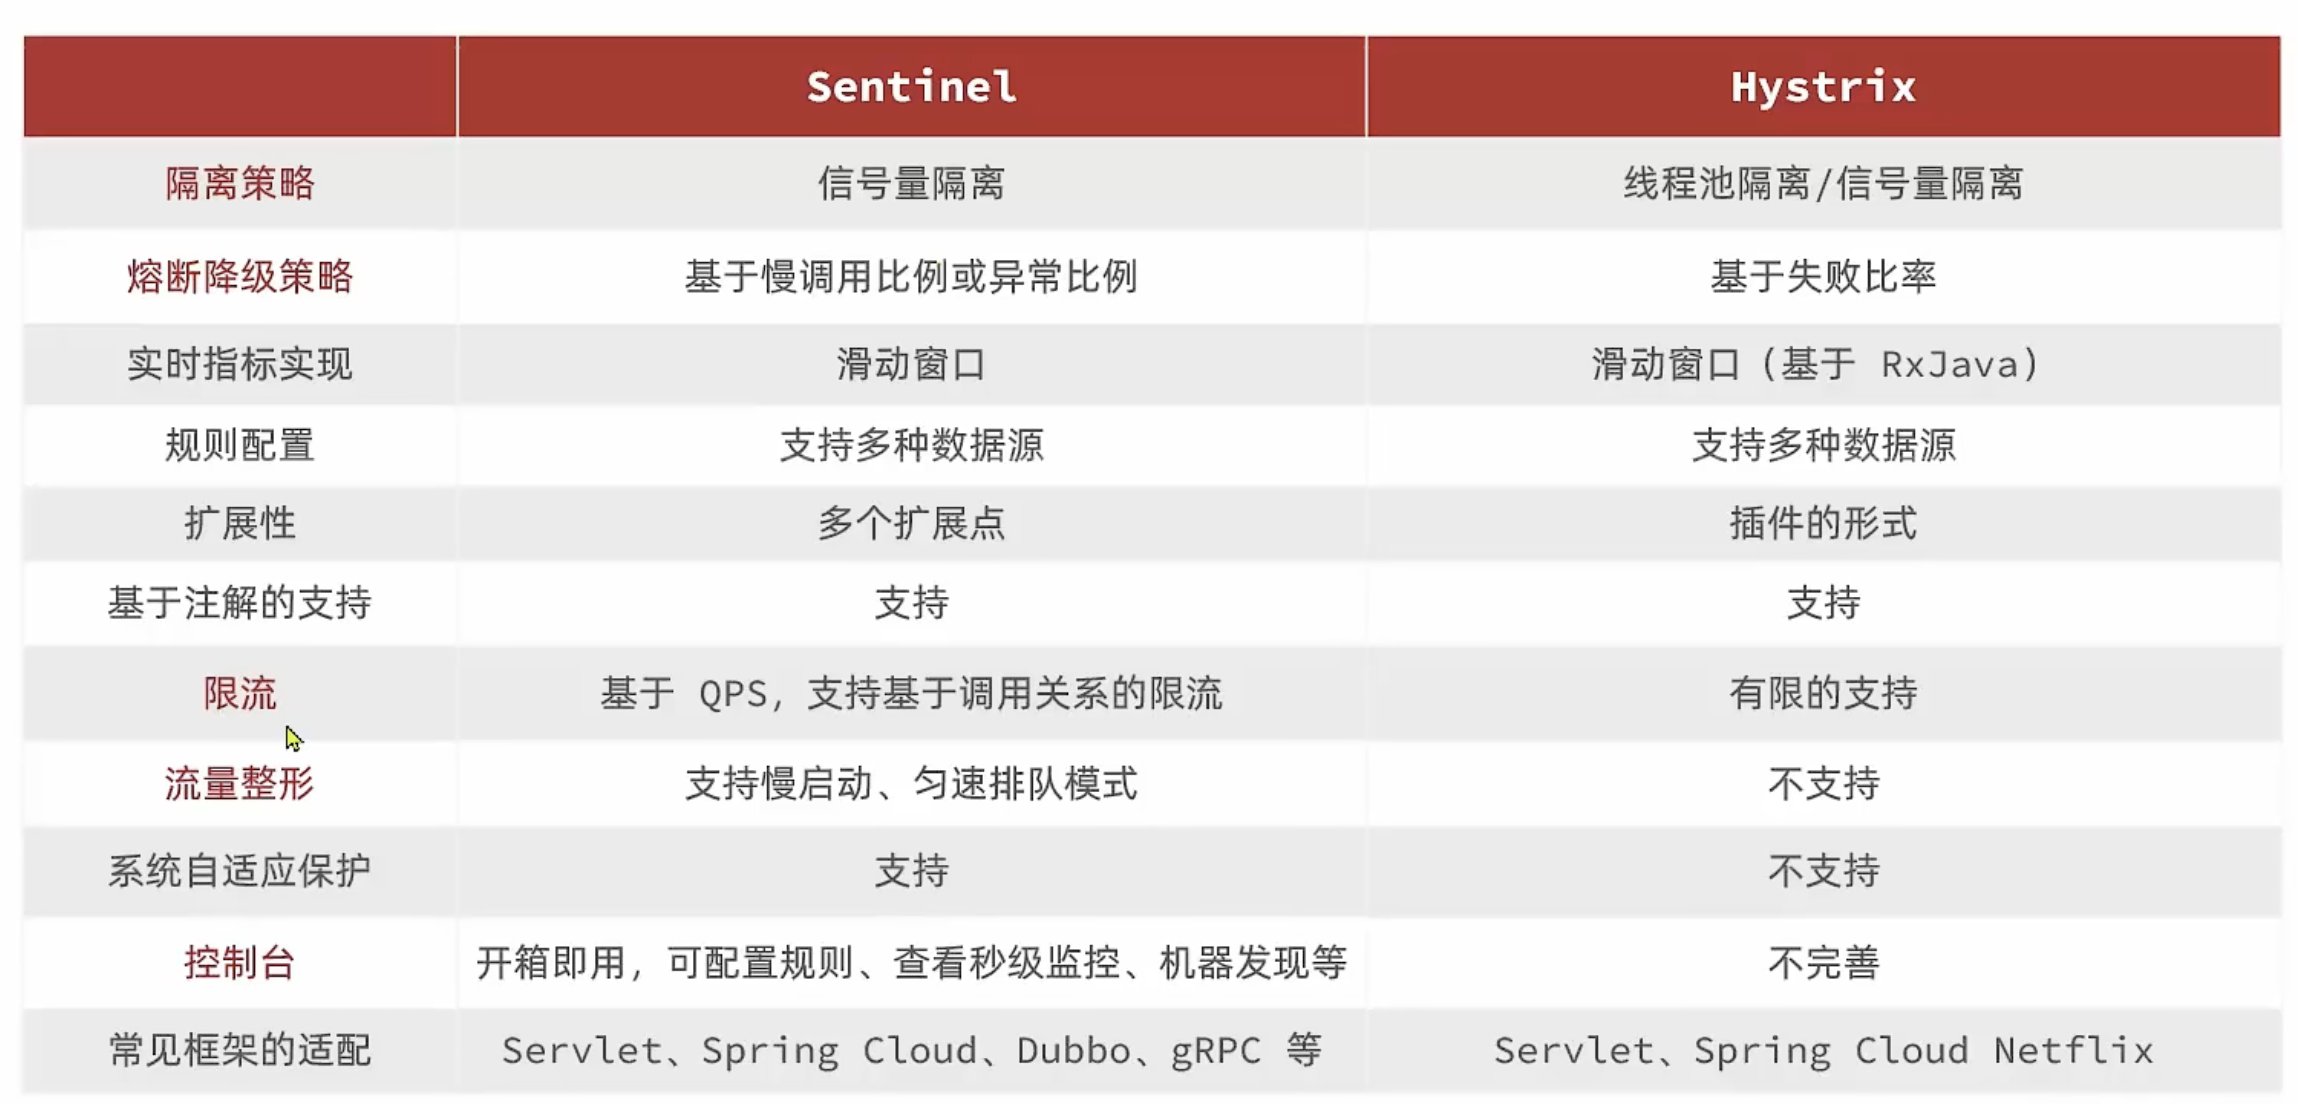 Sentinel Hystrix
隔离策略 信号量隔离 线程池隔离/信号量隔离
熔断降级策略 基于慢调用比例或异常比例 基于失败比率
实时指标实现 滑动窗口 滑动窗口（基于 RxJava）
规则配置 支持多种数据源 支持多种数据源
扩展性 多个扩展点 插件的形式
基于注解的支持 支持 支持
限流 基于 QPS，支持基于调用关系的限流 有限的支持
流量整形 支持慢启动、匀速排队模式 不支持
系统自适应保护 支持 不支持
控制台 开箱即用，可配置规则、查看秒级监控、机器发现等 不完善
常见框架的适配 Servlet、Spring Cloud、Dubbo、gRPC 等 Servlet、Spring Cloud Netflix